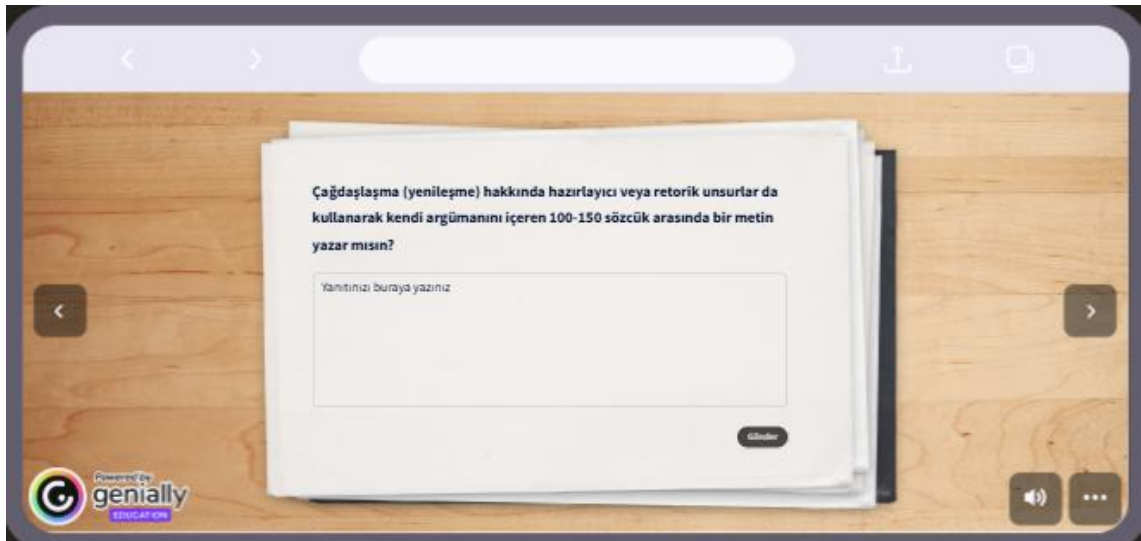 Çağdaşlaşma (yenileşme) hakkında hazırlayıcı veya retorik unsurlar da
kullanarak kendi argümanını içeren 100-150 sözcük arasında bir metin
yazar mısın?
Yanıtınızı buraya yazınız
Gönder
Powered by
genially
EDUCATION